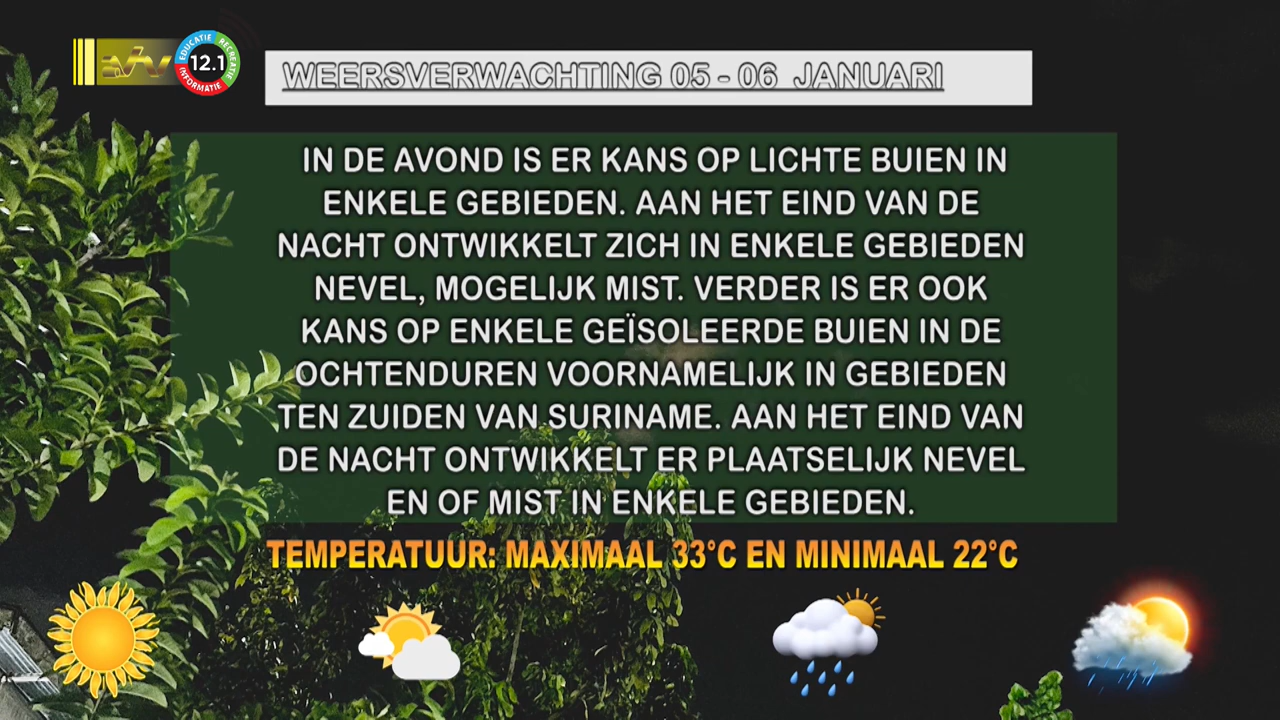 EDUCATIE
RECREATIE
INFORMATIE
12.1
WEERSVERWACHTING 05 - 06 JANUARI
IN DE AVOND IS ER KANS OP LICHTE BUIEN IN
ENKELE GEBIEDEN. AAN HET EIND VAN DE
NACHT ONTWIKKELT ZICH IN ENKELE GEBIEDEN
NEVEL, MOGELIJK MIST. VERDER IS ER OOK
KANS OP ENKELE GEÏSOLEERDE BUIEN IN DE
OCHTENDUREN VOORNAMELIJK IN GEBIEDEN
TEN ZUIDEN VAN SURINAME. AAN HET EIND VAN
DE NACHT ONTWIKKELT ER PLAATSELIJK NEVEL
EN OF MIST IN ENKELE GEBIEDEN.
TEMPERATUUR: MAXIMAAL 33°C EN MINIMAAL 22°C